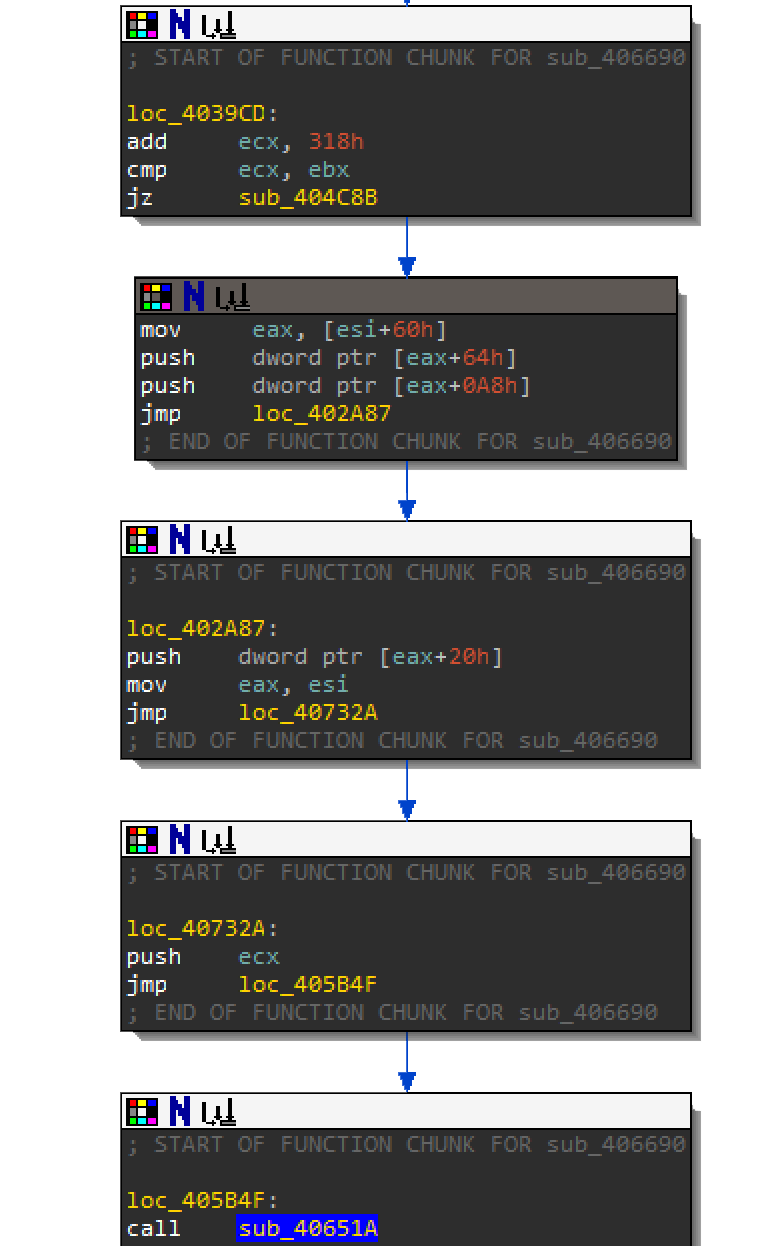 ; START OF FUNCTION CHUNK FOR sub_406690
loc_4039CD:
add ecx, 318h
cmp ecx, ebx
jz sub_404C8B
mov eax, [esi+60h]
push dword ptr [eax+64h]
push dword ptr [eax+0A8h]
jmp loc_402A87
; END OF FUNCTION CHUNK FOR sub_406690
; START OF FUNCTION CHUNK FOR sub_406690
loc_402A87:
push dword ptr [eax+20h]
mov eax, esi
jmp loc_40732A
; END OF FUNCTION CHUNK FOR sub_406690
; START OF FUNCTION CHUNK FOR sub_406690
loc_40732A:
push ecx
jmp loc_405B4F
; END OF FUNCTION CHUNK FOR sub_406690
; START OF FUNCTION CHUNK FOR sub_406690
loc_405B4F:
call sub_40651A